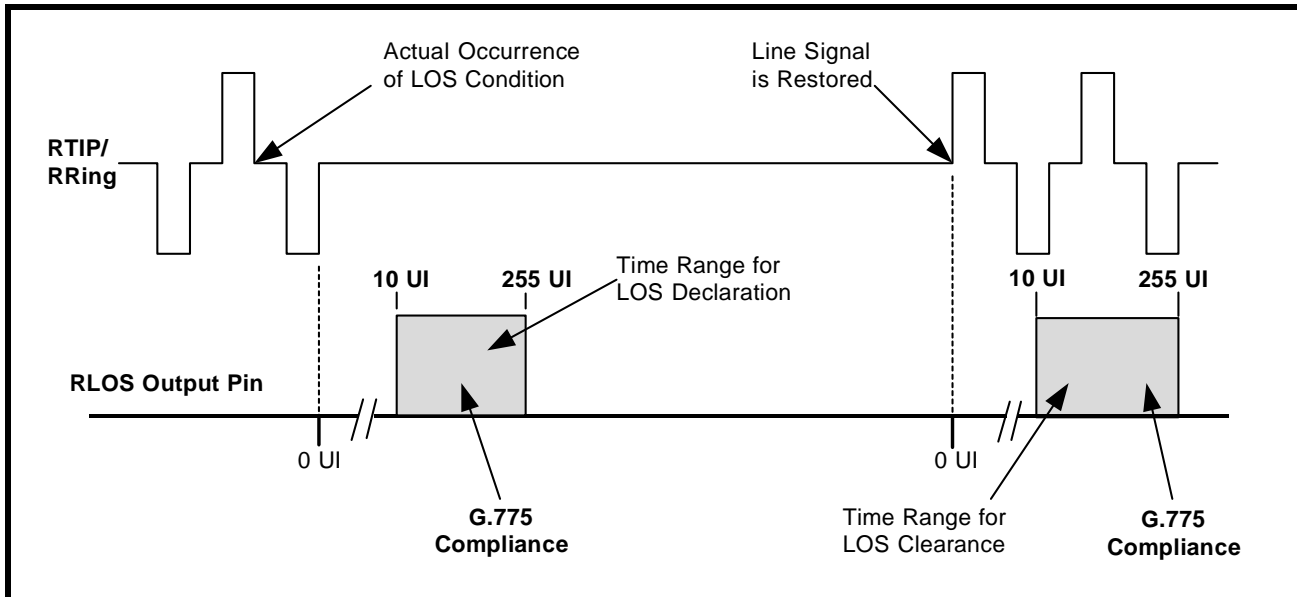 Actual Occurrence
of LOS Condition
Line Signal
is Restored
RTIP/
RRing
10 UI
255 UI
Time Range for
LOS Declaration
10 UI
255 UI
RLOS Output Pin
0 UI
0 UI
G.775
Compliance
Time Range for
LOS Clearance
G.775
Compliance